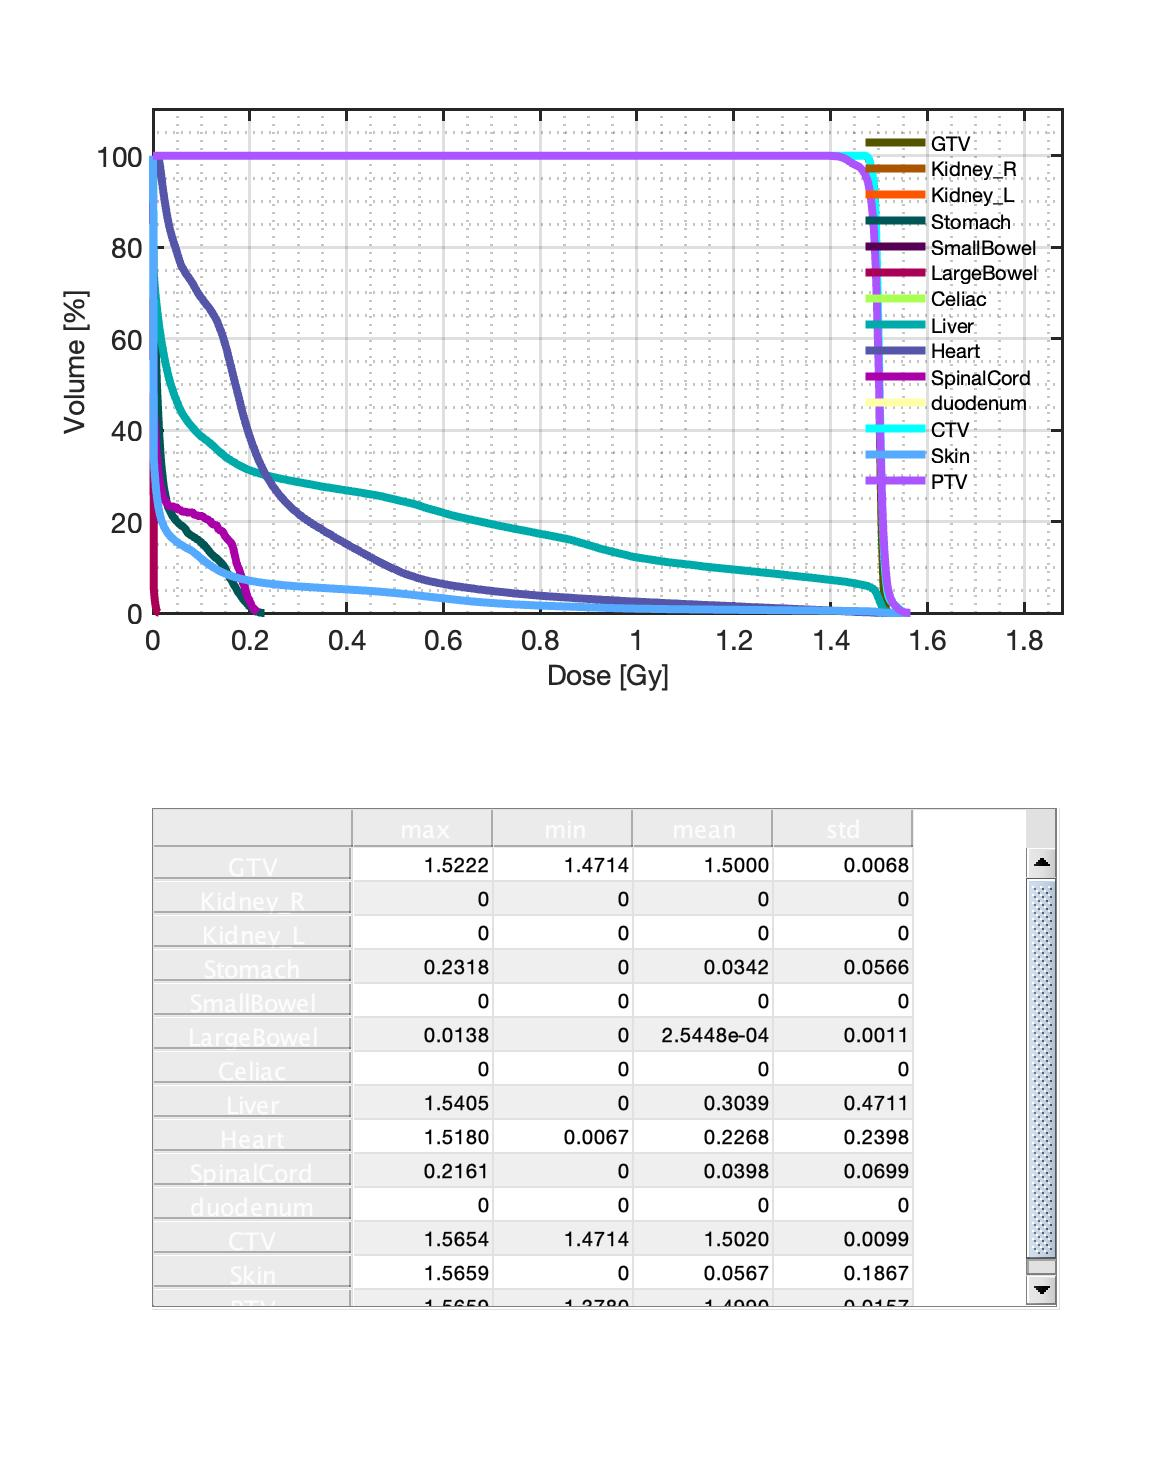 100
80
60
40
20
0
Volume [%]
0 0.2 0.4 0.6 0.8 1 1.2 1.4 1.6 1.8
Dose [Gy]
GTV
Kidney_R
Kidney_L
Stomach
SmallBowel
LargeBowel
Celiac
Liver
Heart
SpinalCord
duodenum
CTV
Skin
PTV
max min mean std
GTV 1.5222 1.4714 1.5000 0.0068
Kidney_R 0 0 0 0
Kidney_L 0 0 0 0
Stomach 0.2318 0 0.0342 0.0566
SmallBowel 0 0 0 0
LargeBowel 0.0138 0 2.5448e-04 0.0011
Celiac 0 0 0 0
Liver 1.5405 0 0.3039 0.4711
Heart 1.5180 0.0067 0.2268 0.2398
SpinalCord 0.2161 0 0.0398 0.0699
duodenum 0 0 0 0
CTV 1.5654 1.4714 1.5020 0.0099
Skin 1.5659 0 0.0567 0.1867
PTV